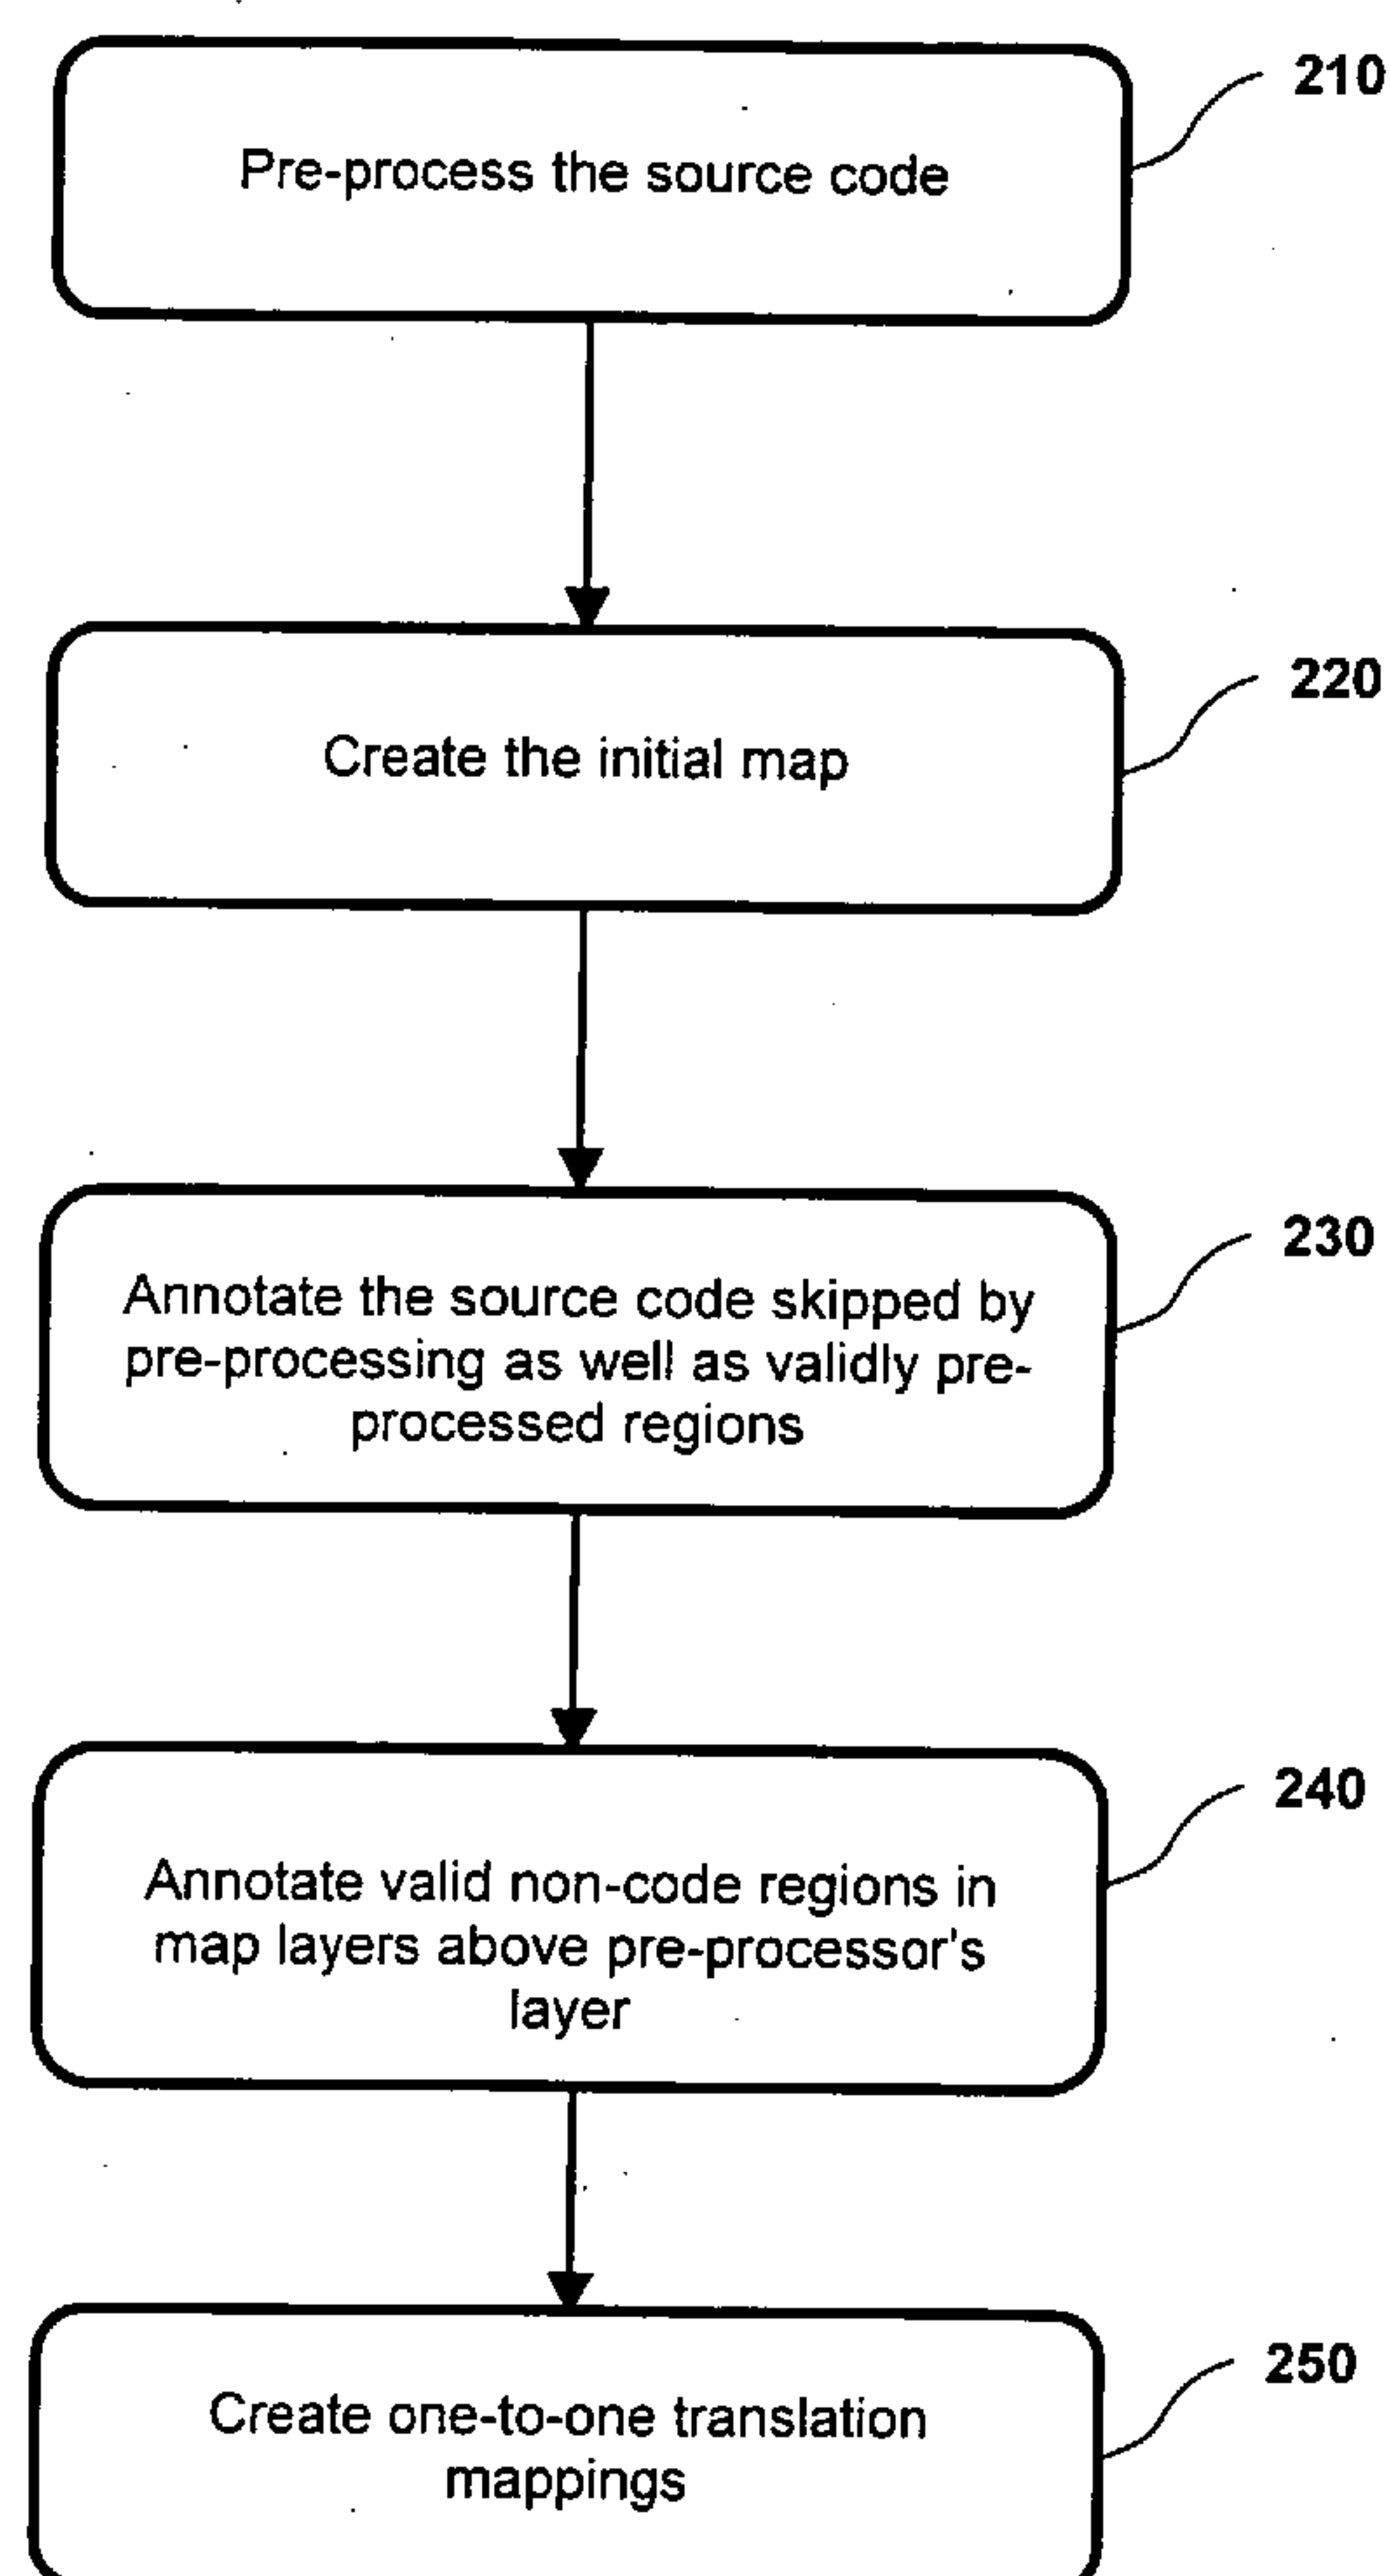 210
Pre-process the source code
220
Create the initial map
230
Annotate the source code skipped by
pre-processing as well as validly pre-
processed regions
240
Annotate valid non-code regions in
map layers above pre-processor's
layer
250
Create one-to-one translation
mappings